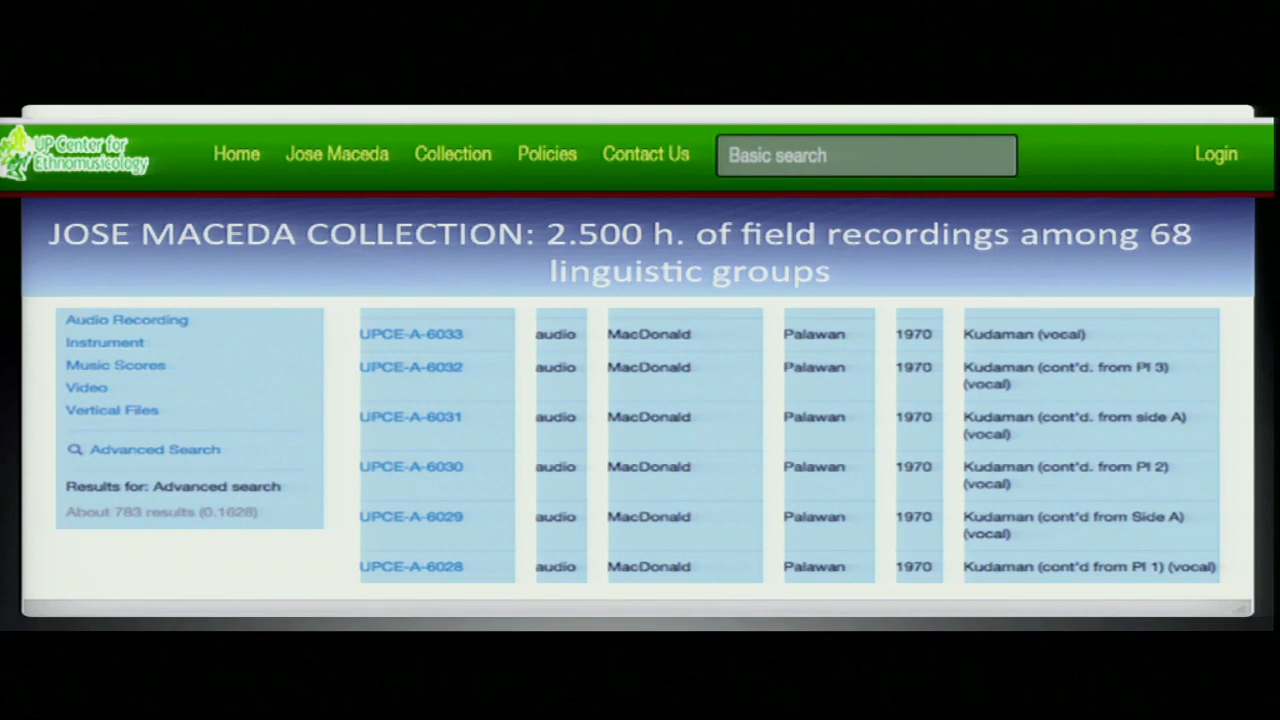 UP Center for
Ethnomusicology
Home Jose Maceda Collection Policies Contact Us Basic search Login
JOSE MACEDA COLLECTION: 2.500 h. of field recordings among 68
linguistic groups
Audio Recording
Instrument
Music Scores
Video
Vertical Files
Advanced Search
Results for: Advanced search
About 783 results (0.1628)
UPCE-A-6033 audio MacDonald Palawan 1970 Kudaman (vocal)
UPCE-A-6032 audio MacDonald Palawan 1970 Kudaman (cont'd. from PI 3)
(vocal)
UPCE-A-6031 audio MacDonald Palawan 1970 Kudaman (cont'd. from side A)
(vocal)
UPCE-A-6030 audio MacDonald Palawan 1970 Kudaman (cont'd. from PI 2)
(vocal)
UPCE-A-6029 audio MacDonald Palawan 1970 Kudaman (cont'd from Side A)
(vocal)
UPCE-A-6028 audio MacDonald Palawan 1970 Kudaman (cont'd from PI 1) (vocal)